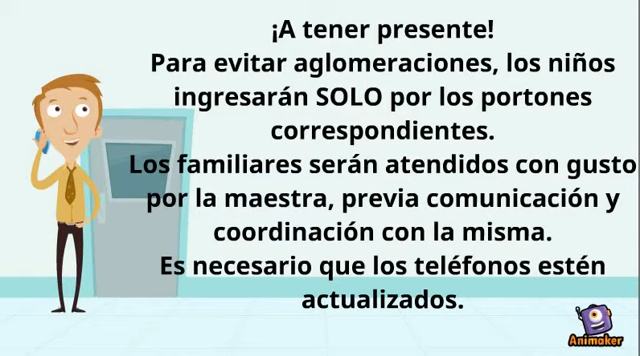 ¡A tener presente!
Para evitar aglomeraciones, los niños
ingresarán SOLO por los portones
correspondientes.
Los familiares serán atendidos con gusto
por la maestra, previa comunicación y
coordinación con la misma.
Es necesario que los teléfonos estén
actualizados.
Animaker